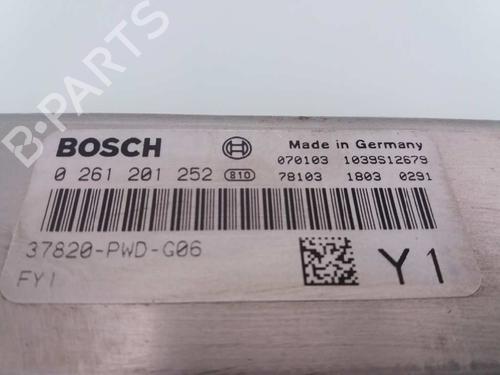 B-PARTS
BOSCH
Made in Germany
0 261 201 252 810
070103 1039S12679
78103 1803 0291
37820-PWD-G06
FY1
Y1